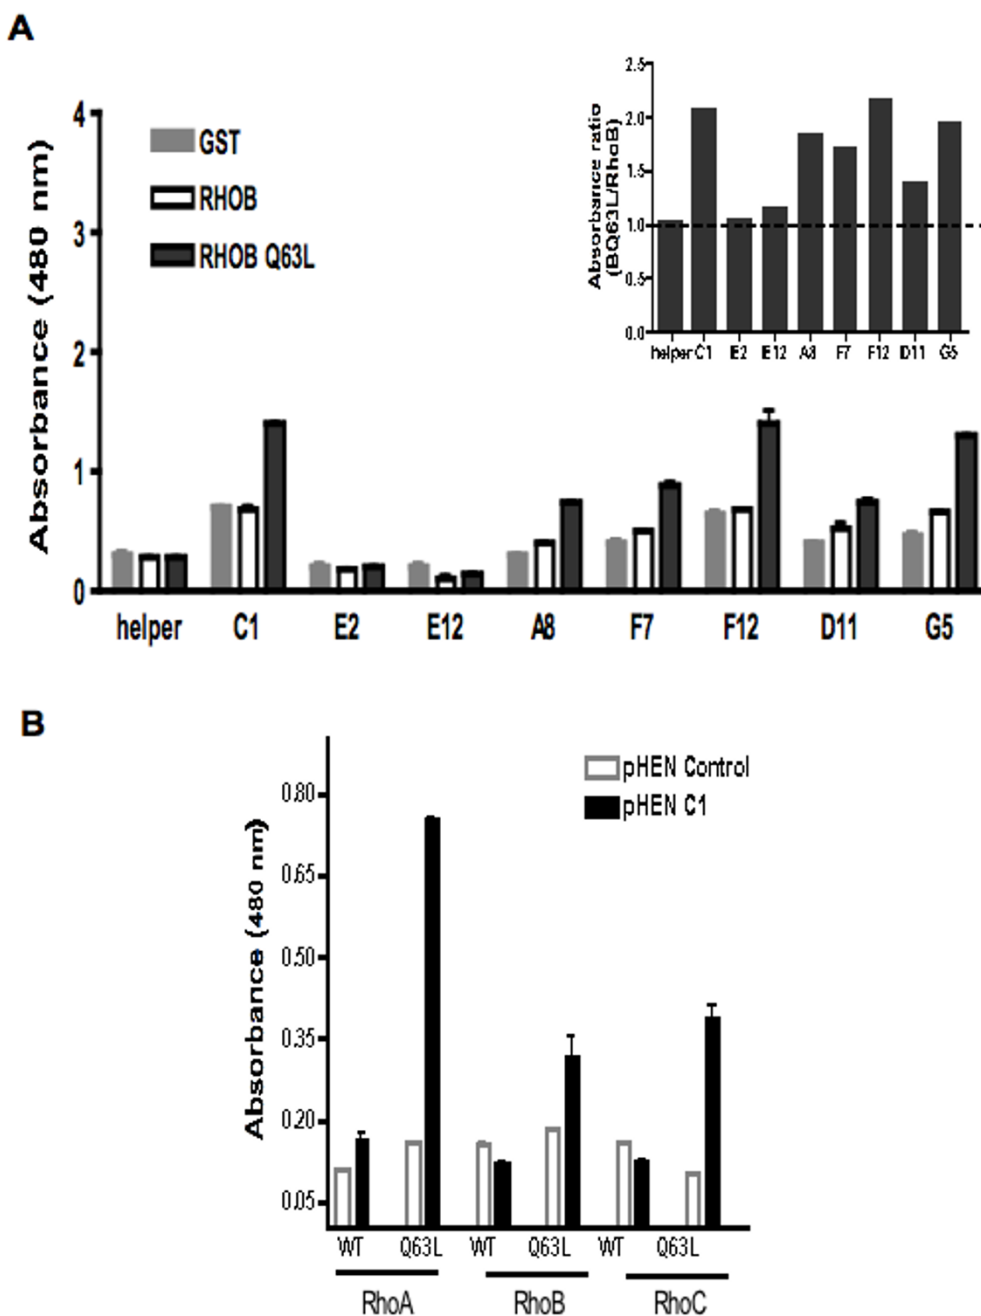 A
Absorbance (480 nm)
4
3
2
1
0
GST
RHOB
RHOB Q63L
helper C1 E2 E12 A8 F7 F12 D11 G5
Absorbance ratio
(BQ63L/RhoB)
2.5
2.0
1.5
1.0
0.5
0.0
helper C1 E2 E12 A8 F7 F12 D11 G5
B
Absorbance (480 nm)
0.80
0.65
0.50
0.35
0.20
0.05
pHEN Control
pHEN C1
WT Q63L WT Q63L WT Q63L
RhoA RhoB RhoC